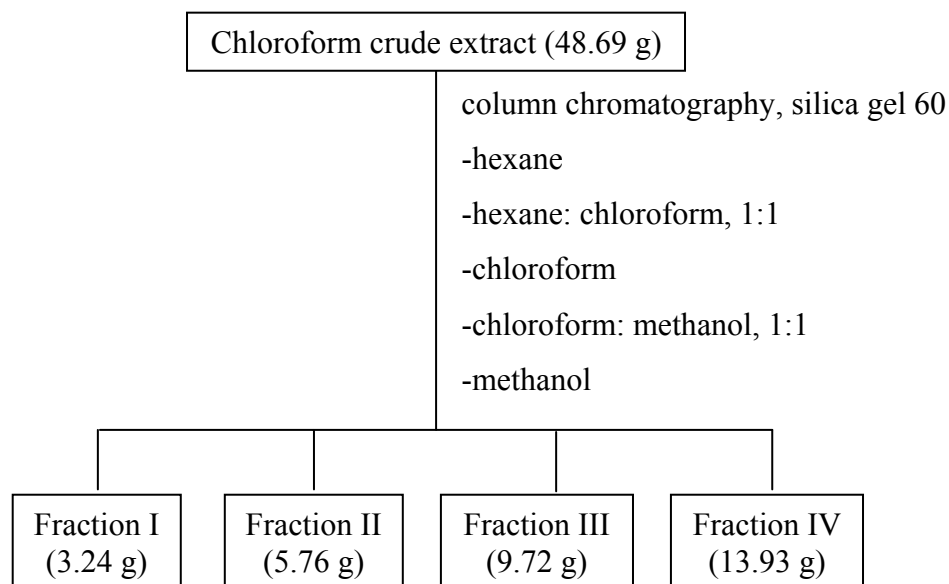 Chloroform crude extract (48.69 g)
column chromatography, silica gel 60
-hexane
-hexane: chloroform, 1:1
-chloroform
-chloroform: methanol, 1:1
-methanol
Fraction I
(3.24 g)
Fraction II
(5.76 g)
Fraction III
(9.72 g)
Fraction IV
(13.93 g)